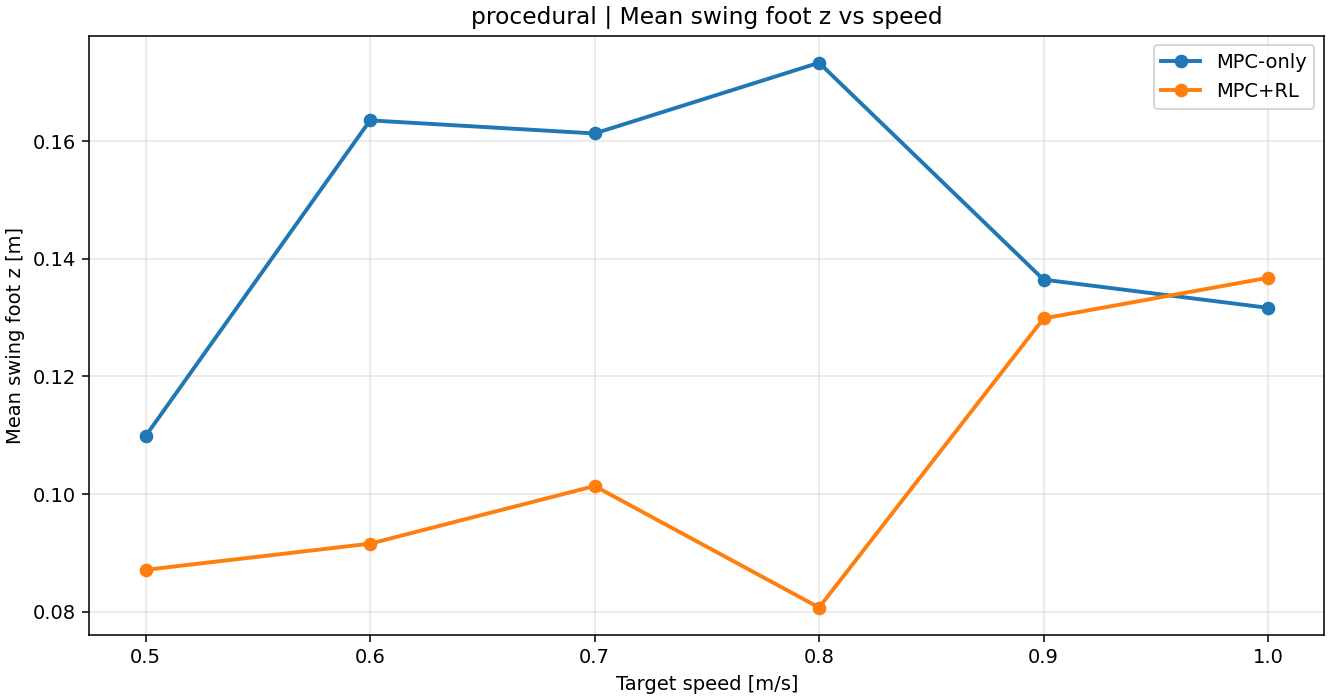 procedural | Mean swing foot z vs speed
MPC-only
MPC+RL
Mean swing foot z [m]
0.16
0.14
0.12
0.10
0.08
0.5 0.6 0.7 0.8 0.9 1.0
Target speed [m/s]